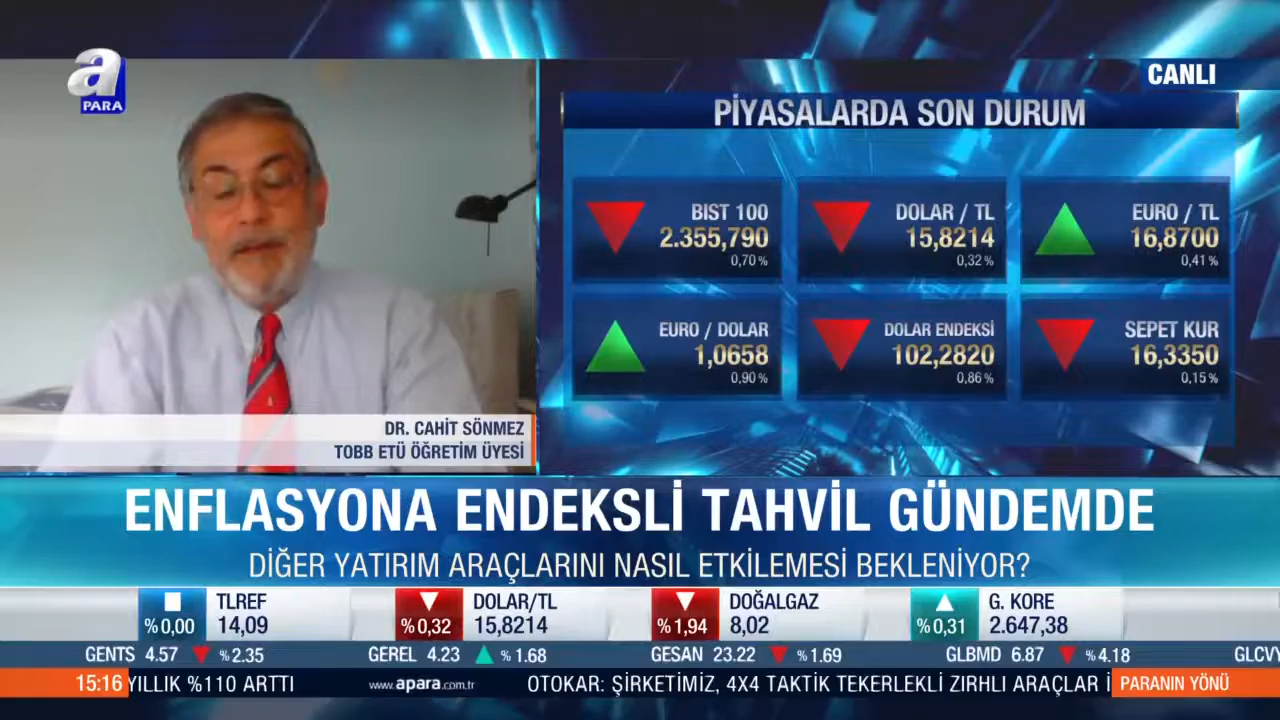 a
PARA
CANLI
PİYASALARDA SON DURUM
BIST 100
2.355,790
0,70 %
DOLAR / TL
15,8214
0,32 %
EURO / TL
16,8700
0,41 %
EURO / DOLAR
1,0658
0,90 %
DOLAR ENDEKSİ
102,2820
0,86 %
SEPET KUR
16,3350
0,15 %
DR. CAHİT SÖNMEZ
TOBB ETÜ ÖĞRETİM ÜYESİ
ENFLASYONA ENDEKSLİ TAHVİL GÜNDEMDE
DİĞER YATIRIM ARAÇLARINI NASIL ETKİLEMESİ BEKLENİYOR?
%0,00 TLREF 14,09
%0,32 DOLAR/TL 15,8214
%1,94 DOĞALGAZ 8,02
%0,31 G. KORE 2.647,38
GENTS 4.57 %2.35 GEREL 4.23 % 1.68 GESAN 23.22 %1.69 GLBMD 6.87 %4.18 GLCVY
15:16 YILLIK %110 ARTTI www.apara.com.tr OTOKAR: ŞİRKETİMİZ, 4X4 TAKTİK TEKERLEKLİ ZIRHLI ARAÇLAR İ PARANIN YÖNÜ